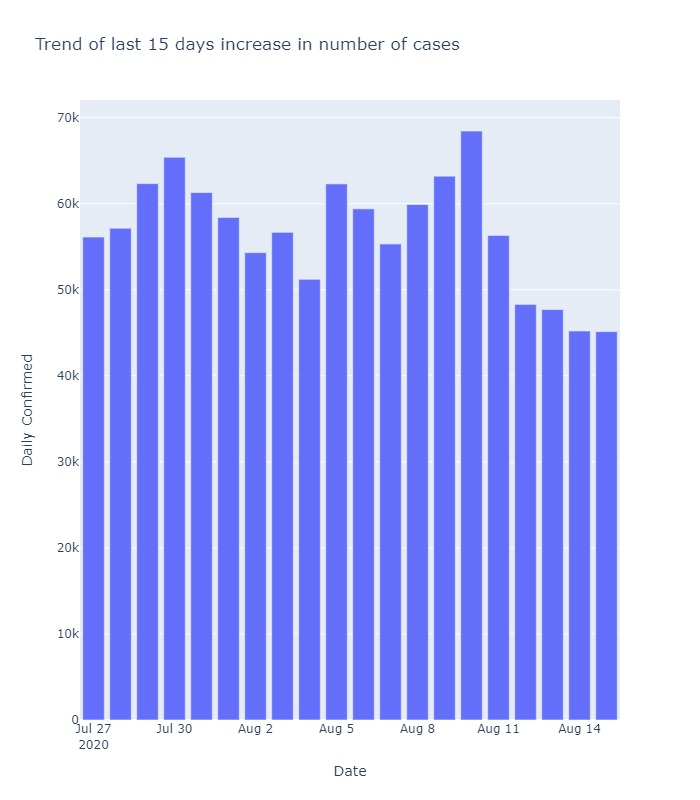 Trend of last 15 days increase in number of cases
70k
60k
50k
40k
30k
20k
10k
0
Daily Confirmed
Jul 27 Jul 30 Aug 2 Aug 5 Aug 8 Aug 11 Aug 14
2020
Date